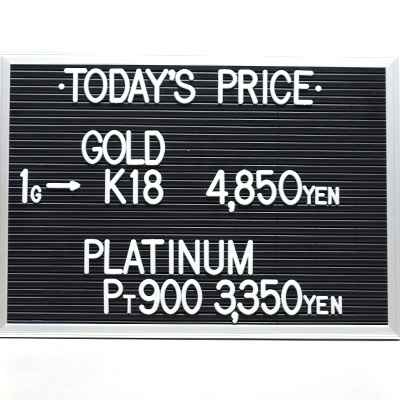 ·TODAY'S PRICE·
GOLD
1G→ K18 4,850YEN
PLATINUM
PT900 3,350YEN